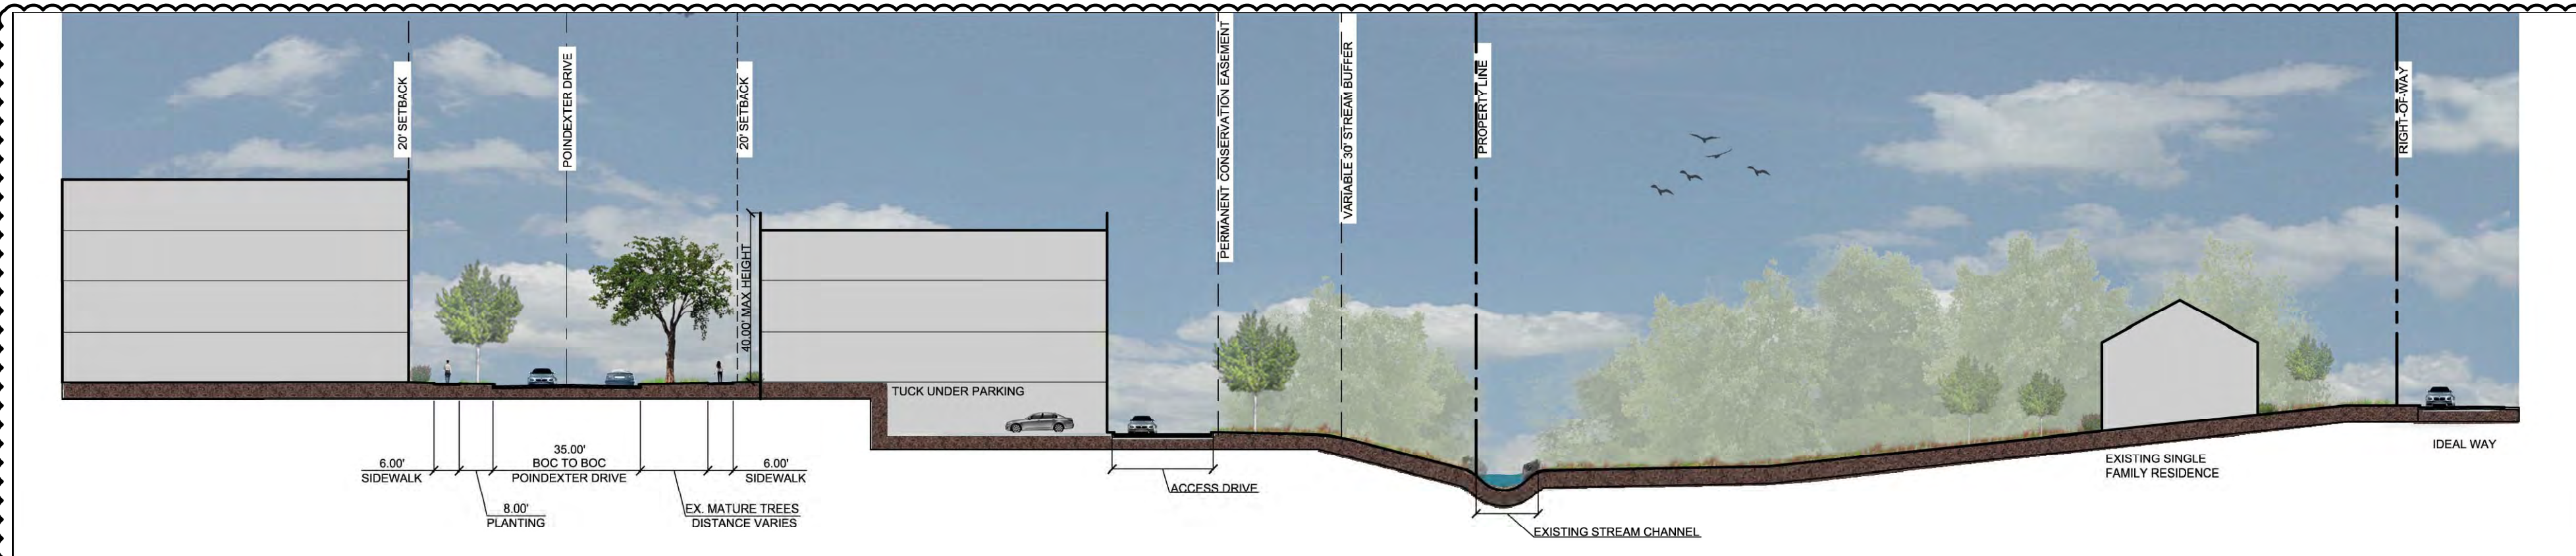 20' SETBACK
POINDEXTER DRIVE
20' SETBACK
40.00' MAX HEIGHT
PERMANENT CONSERVATION EASEMENT
VARIABLE 30' STREAM BUFFER
PROPERTY LINE
RIGHT-OF-WAY
TUCK UNDER PARKING
6.00'
SIDEWALK
8.00'
PLANTING
35.00'
BOC TO BOC
POINDEXTER DRIVE
EX. MATURE TREES
DISTANCE VARIES
6.00'
SIDEWALK
ACCESS DRIVE
EXISTING STREAM CHANNEL
EXISTING SINGLE
FAMILY RESIDENCE
IDEAL WAY